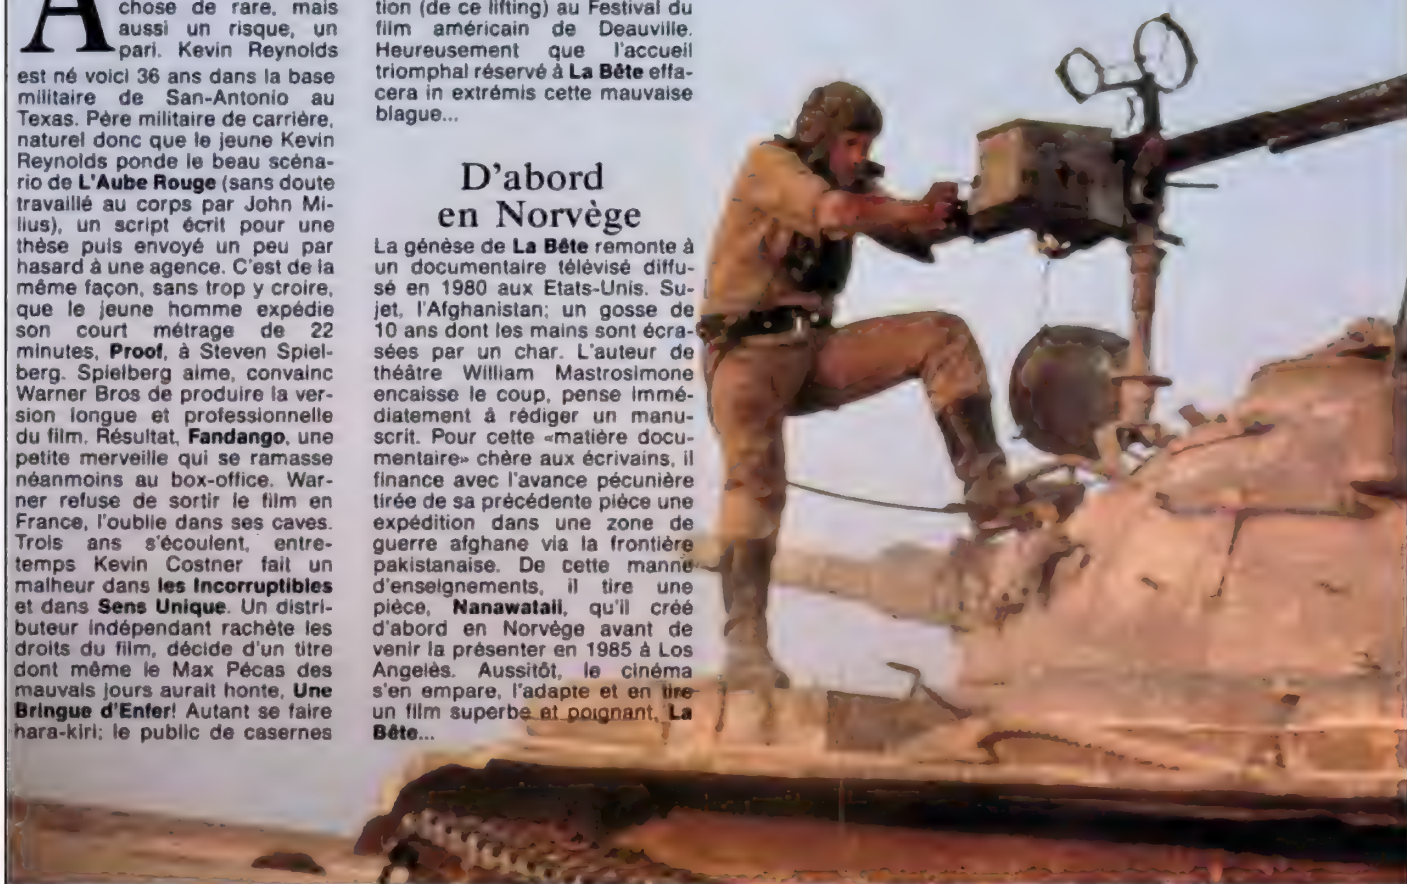 A chose de rare, mais
aussi un risque, un
pari. Kevin Reynolds
est né voici 36 ans dans la base
militaire de San-Antonio au
Texas. Père militaire de carrière,
naturel donc que le jeune Kevin
Reynolds ponde le beau scéna-
rio de L'Aube Rouge (sans doute
travaillé au corps par John Mi-
lius), un script écrit pour une
thèse puis envoyé un peu par
hasard à une agence. C'est de la
même façon, sans trop y croire,
que le jeune homme expédie
son court métrage de 22
minutes, Proof, à Steven Spiel-
berg. Spielberg aime, convainc
Warner Bros de produire la ver-
sion longue et professionnelle
du film. Résultat, Fandango, une
petite merveille qui se ramasse
néanmoins au box-office. War-
ner refuse de sortir le film en
France, l'oublie dans ses caves.
Trois ans s'écoulent, entre-
temps Kevin Costner fait un
malheur dans les Incorruptibles
et dans Sens Unique. Un distri-
buteur indépendant rachète les
droits du film, décide d'un titre
dont même le Max Pécas des
mauvais jours aurait honte, Une
Bringue d'Enfer! Autant se faire
hara-kiri; le public de casernes
tion (de ce lifting) au Festival du
film américain de Deauville.
Heureusement que l'accueil
triomphal réservé à La Bête effa-
cera in extrémis cette mauvaise
blague...
D'abord
en Norvège
La génèse de La Bête remonte à
un documentaire télévisé diffu-
sé en 1980 aux Etats-Unis. Su-
jet, l'Afghanistan; un gosse de
10 ans dont les mains sont écra-
sées par un char. L'auteur de
théâtre William Mastrosimone
encaisse le coup, pense immé-
diatement à rédiger un manu-
scrit. Pour cette «matière docu-
mentaire» chère aux écrivains, il
finance avec l'avance pécunière
tirée de sa précédente pièce une
expédition dans une zone de
guerre afghane via la frontière
pakistanaise. De cette manne
d'enseignements, il tire une
pièce, Nanawatail, qu'il créé
d'abord en Norvège avant de
venir la présenter en 1985 à Los
Angelès. Aussitôt, le cinéma
s'en empare, l'adapte et en tire
un film superbe et poignant, La
Bête...